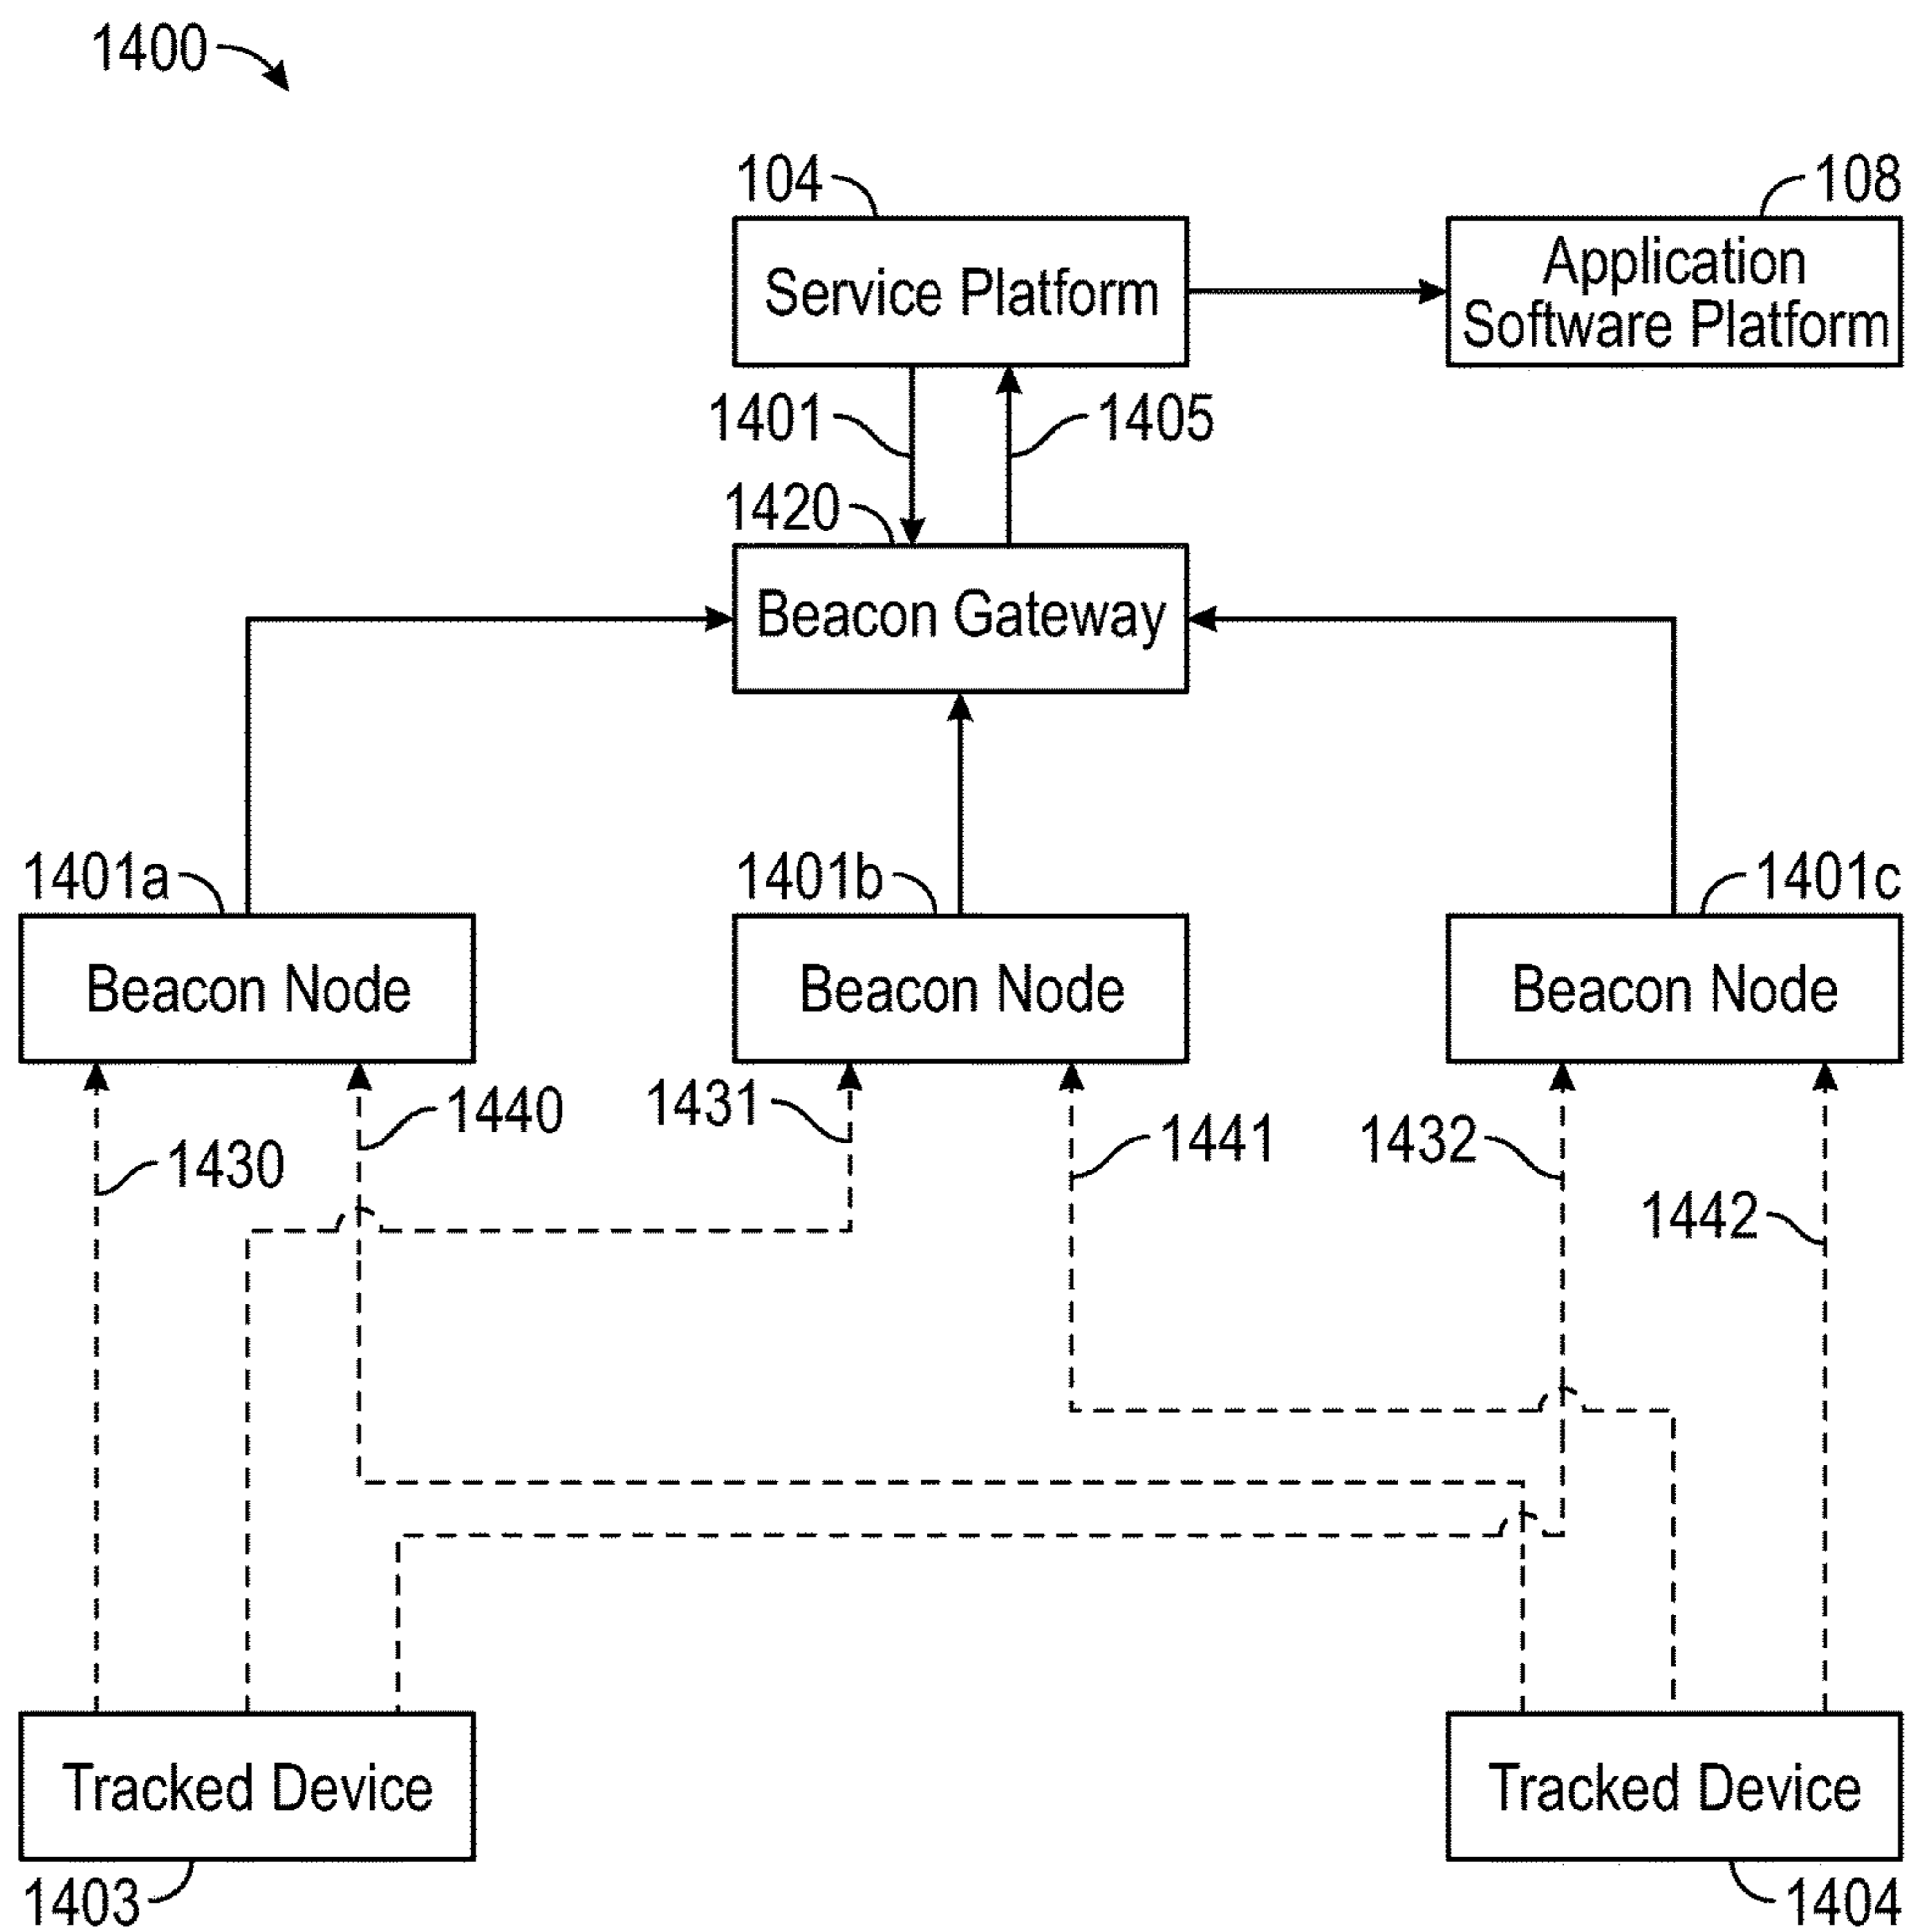 1400
104
108
Service Platform
Application
Software Platform
1401
1405
1420
Beacon Gateway
1401a
1401b
1401c
Beacon Node
Beacon Node
Beacon Node
1440
1431
1430
1441
1432
1442
Tracked Device
Tracked Device
1403
1404